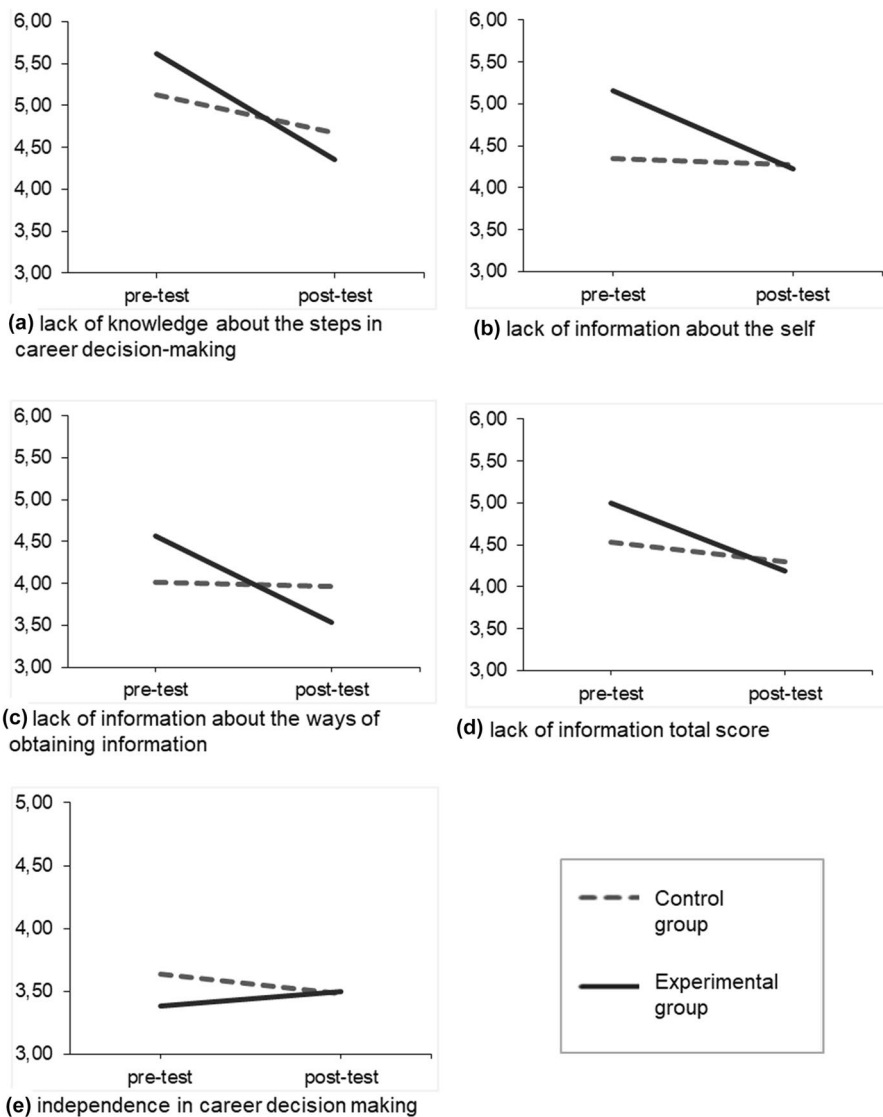 6,00
5,50
5,00
4,50
4,00
3,50
3,00
pre-test post-test
(a) lack of knowledge about the steps in
career decision-making
6,00
5,50
5,00
4,50
4,00
3,50
3,00
pre-test post-test
(b) lack of information about the self
6,00
5,50
5,00
4,50
4,00
3,50
3,00
pre-test post-test
(c) lack of information about the ways of
obtaining information
6,00
5,50
5,00
4,50
4,00
3,50
3,00
pre-test post-test
(d) lack of information total score
5,00
4,50
4,00
3,50
3,00
pre-test post-test
(e) independence in career decision making
Control
group
Experimental
group